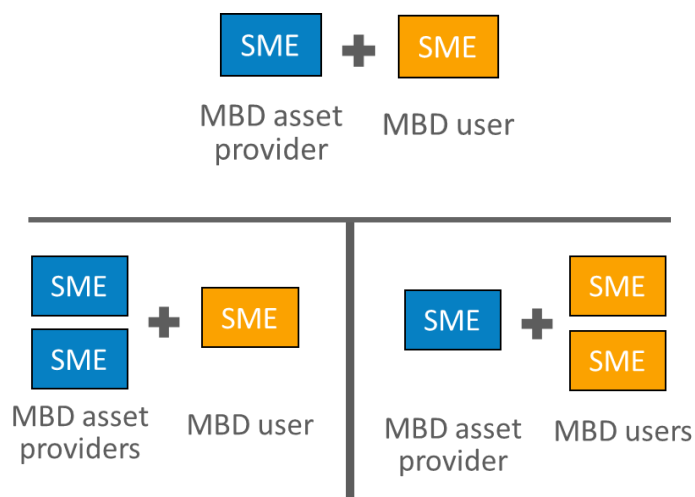 SME
SME
MBD asset
provider
MBD user
SME
SME
SME
MBD asset
providers
MBD user
SME
SME
SME
MBD asset
provider
MBD users